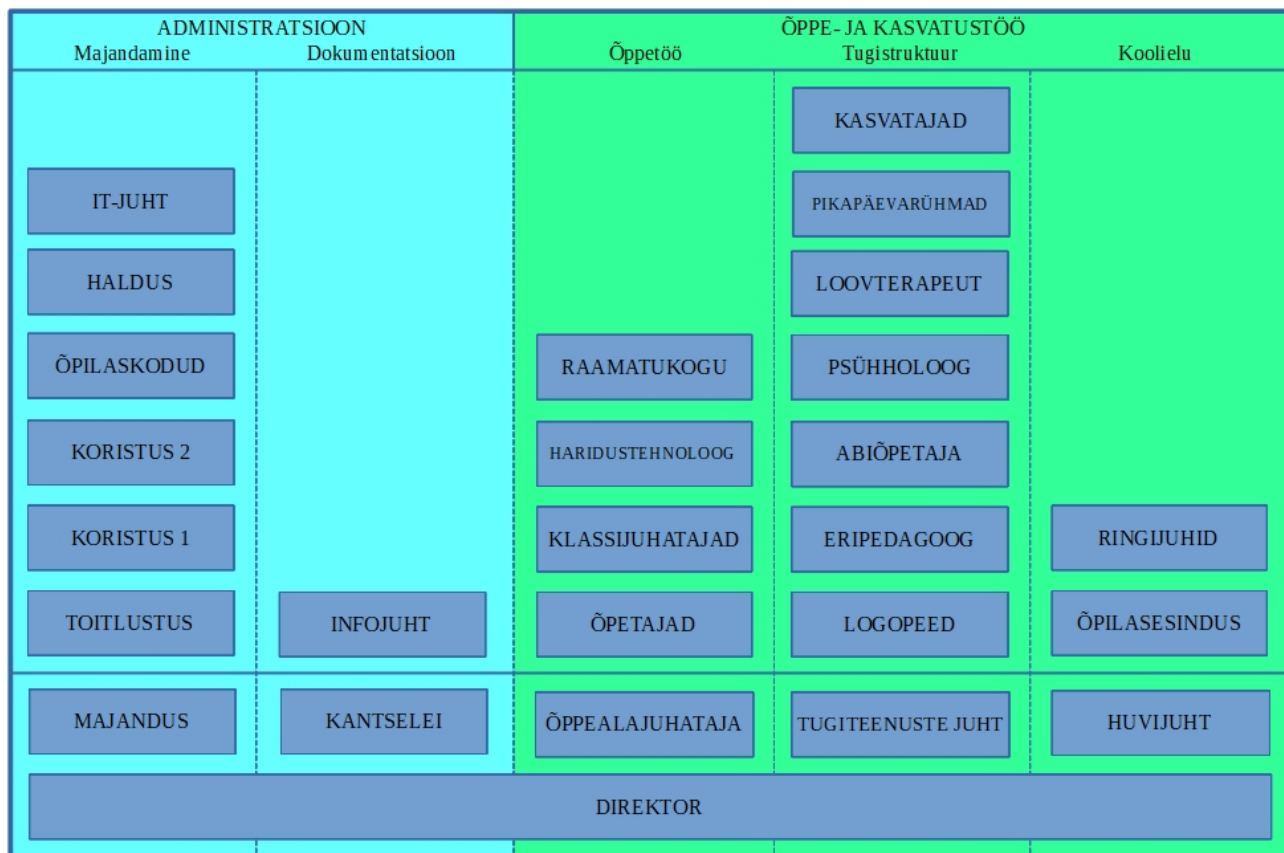 ADMINISTRATSIOON
ÕPPE- JA KASVATUSTÖÖ
Majandamine
Dokumentatsioon
Õppetöö
Tugistruktuur
Koolielu
KASVATAJAD
IT-JUHT
PIKAPÄEVARÜHMAD
HALDUS
LOOVTERAPEUT
ÕPILASKODUD
RAAMATUKOGU
PSÜHHOLOOG
KORISTUS 2
HARIDUSTEHNOLOOG
ABIÕPETAJA
KORISTUS 1
KLASSIJUHATAJAD
ERIPEDAGOOG
RINGIJUHID
TOITLUSTUS
INFOJUHT
ÕPETAJAD
LOGOPEED
ÕPILASESINDUS
MAJANDUS
KANTSELEI
ÕPPEALAJUHATAJA
TUGITEENUSTE JUHT
HUVIJUHT
DIREKTOR